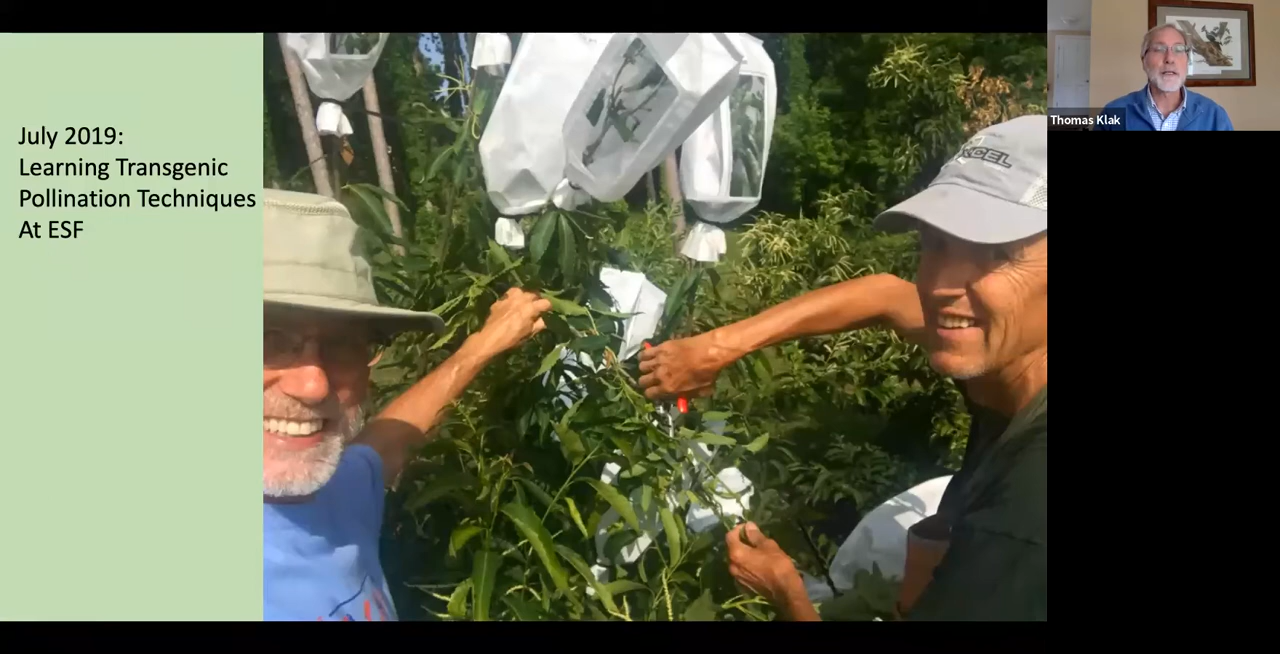 July 2019:
Learning Transgenic
Pollination Techniques
At ESF
Thomas Klak